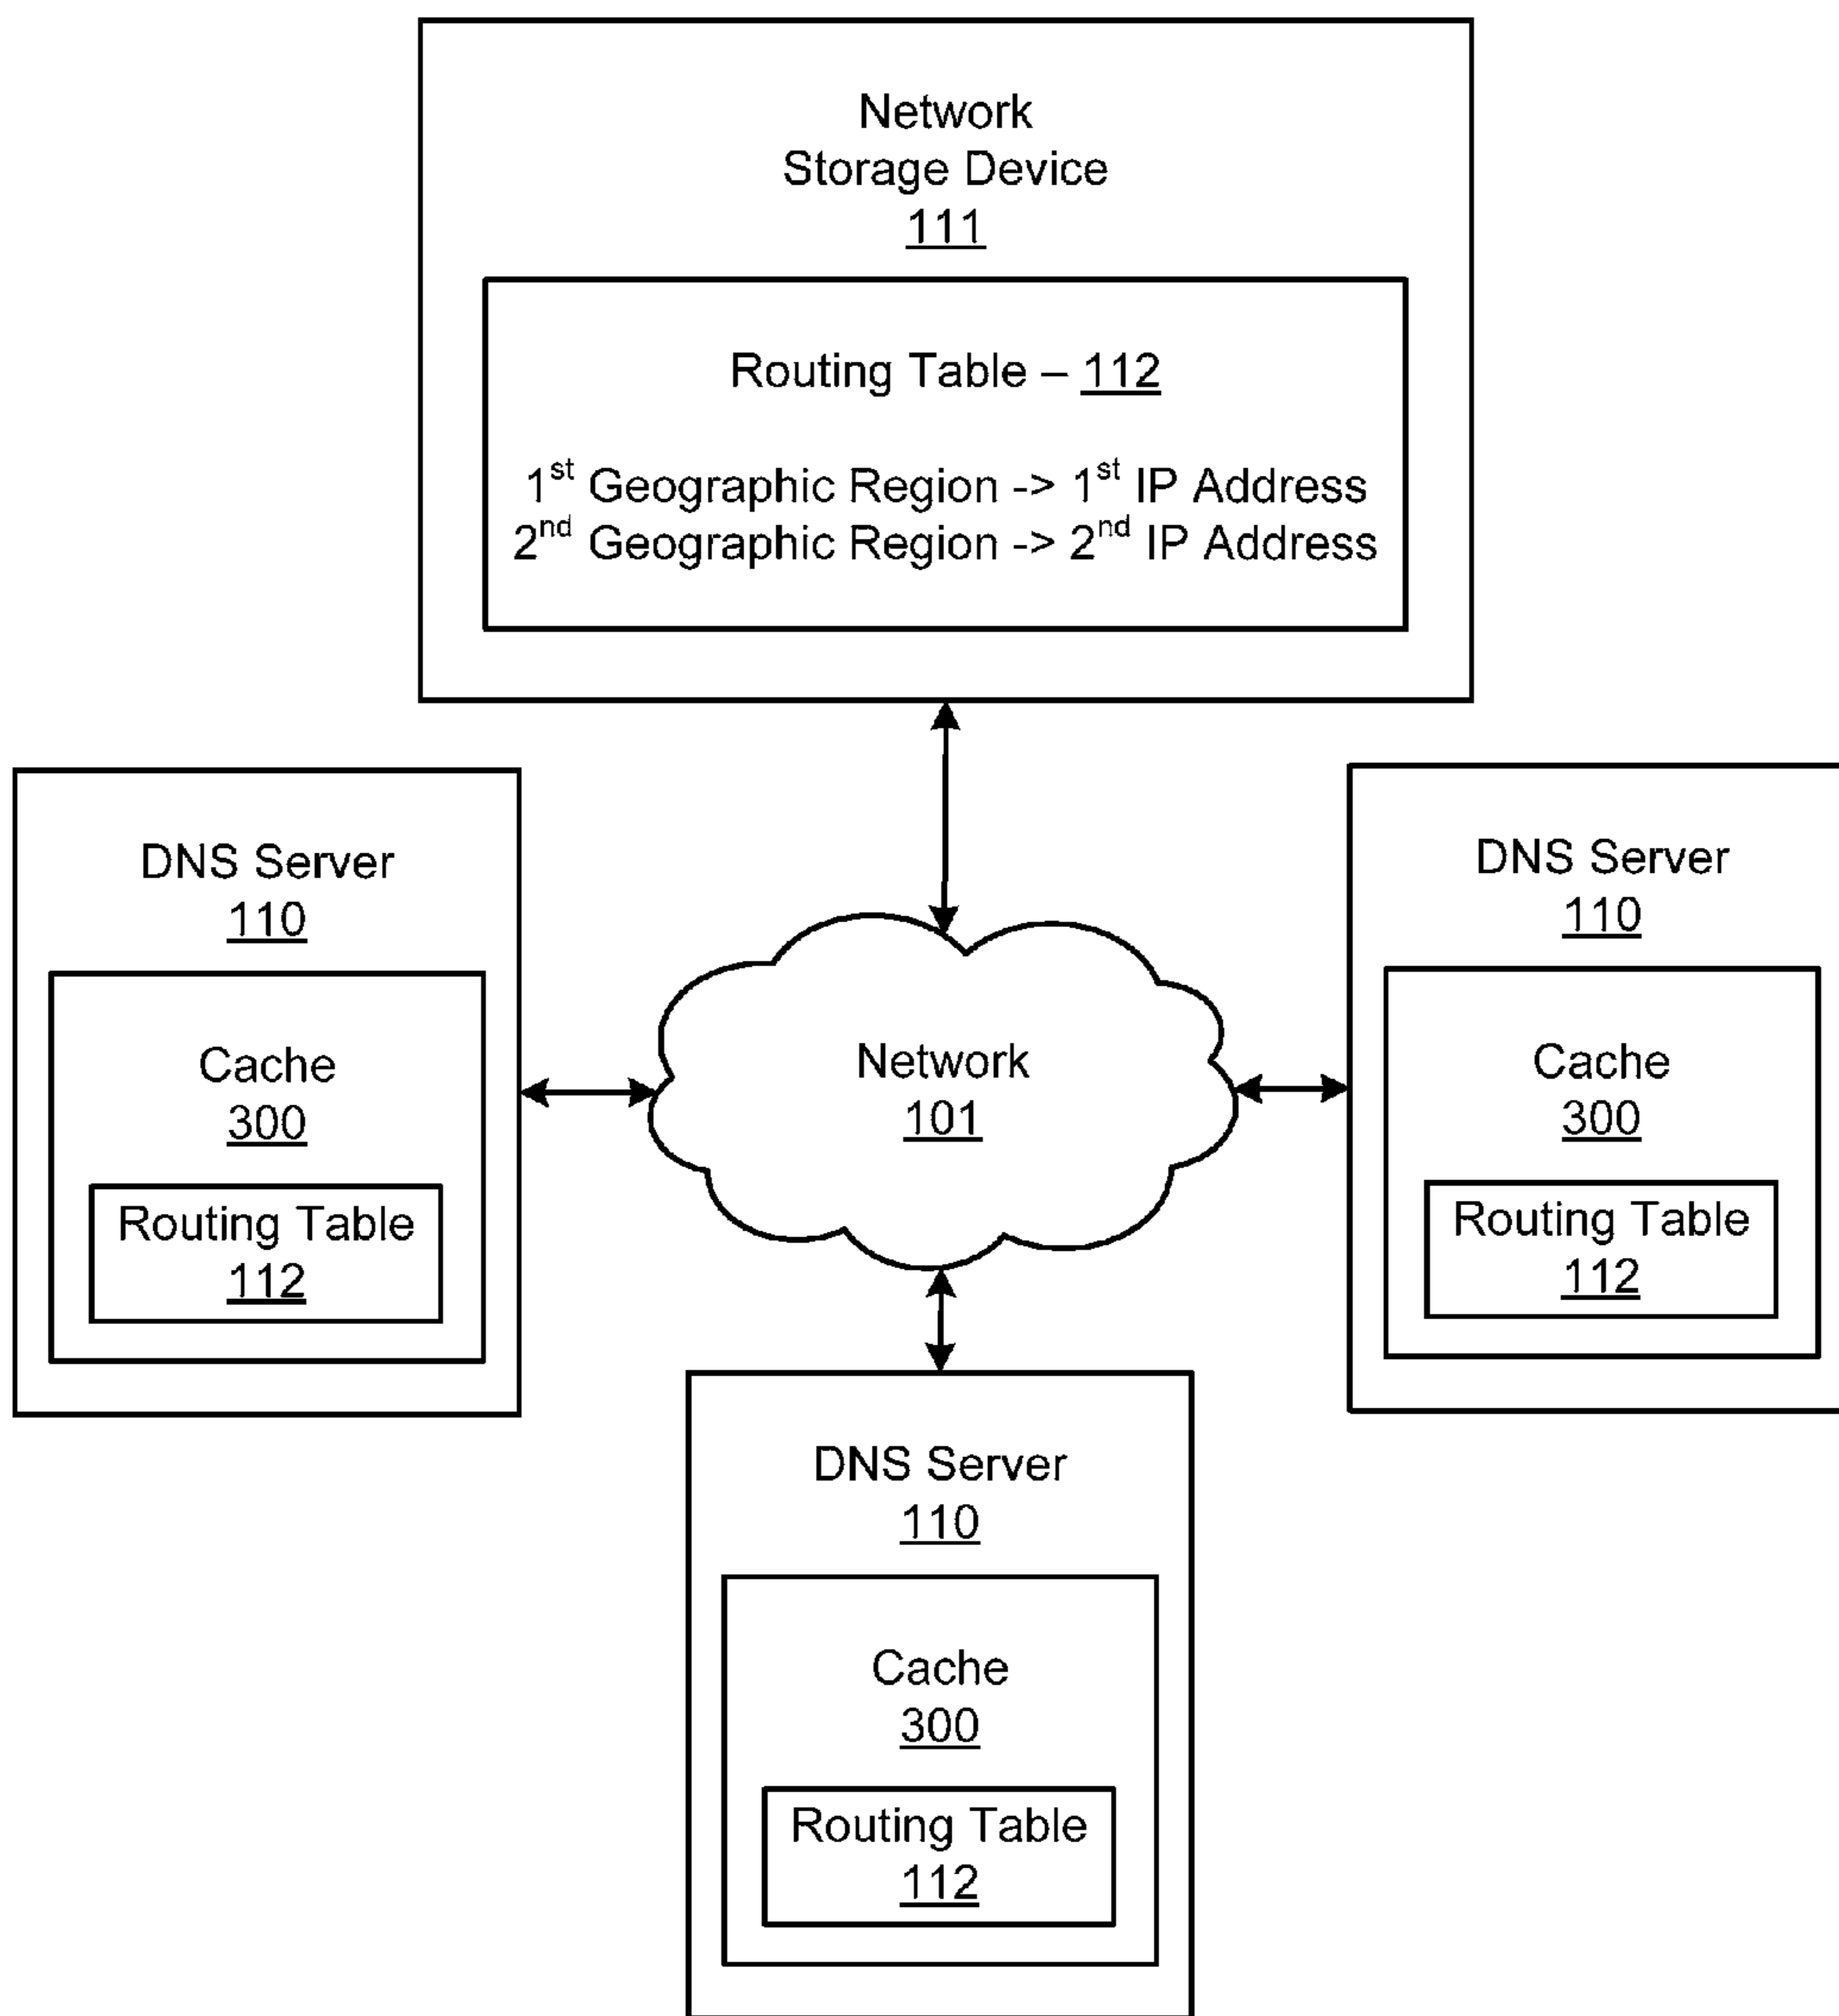 Network
Storage Device
111
Routing Table – 112
1st Geographic Region -> 1st IP Address
2nd Geographic Region -> 2nd IP Address
DNS Server
110
Cache
300
Routing Table
112
Network
101
DNS Server
110
Cache
300
Routing Table
112
DNS Server
110
Cache
300
Routing Table
112